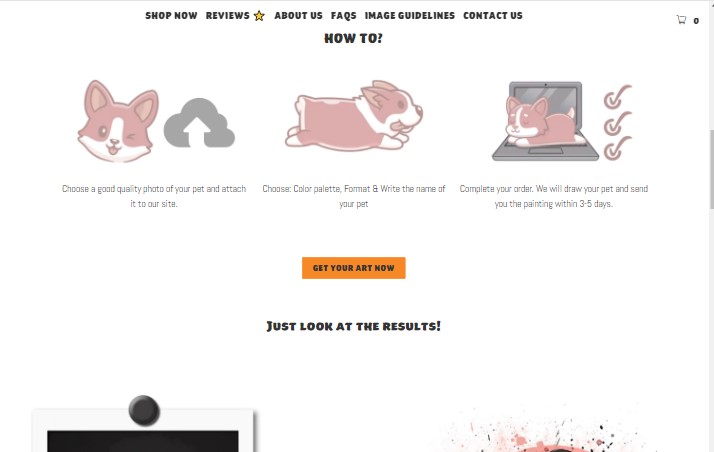 SHOP NOW REVIEWS ⭐ ABOUT US FAQS IMAGE GUIDELINES CONTACT US
0
HOW TO?
Choose a good quality photo of your pet and attach
it to our site.
Choose: Color palette, Format & Write the name of
your pet
Complete your order. We will draw your pet and send
you the painting within 3-5 days.
GET YOUR ART NOW
JUST LOOK AT THE RESULTS!